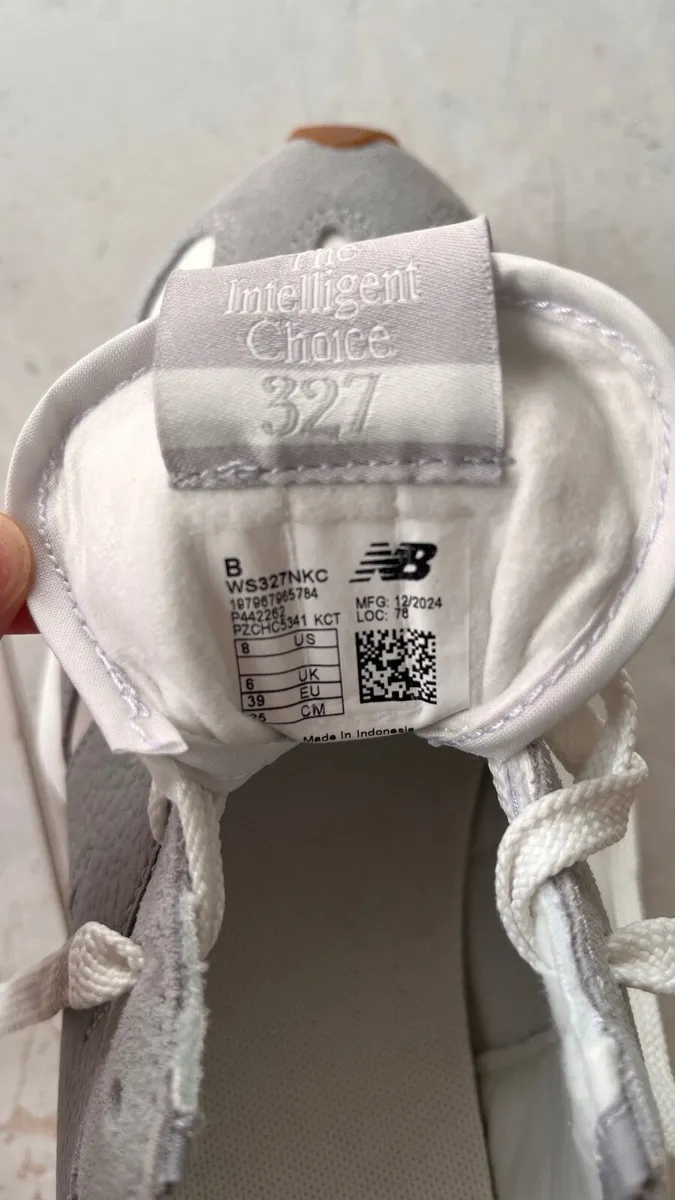 The
Intelligent
Choice
327
B
WS327NKC
197967965784
P442262
PZCHC5341 KCT
8 US
6 UK
39 EU
25 CM
NB
MFG: 12/2024
LOC: 78
Made In Indonesia